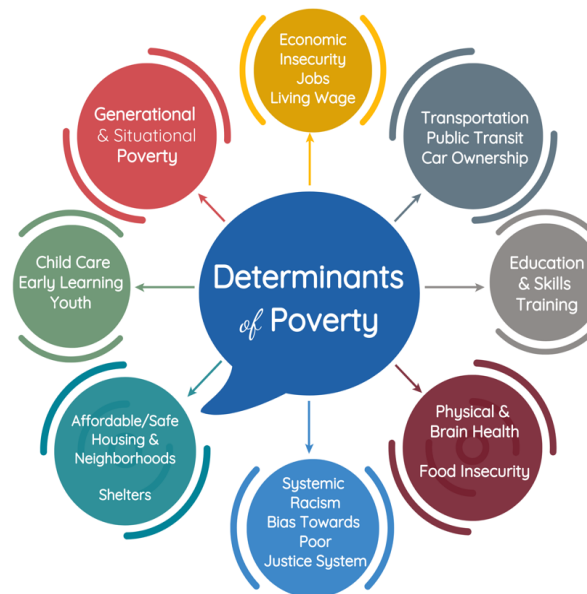 Economic
Insecurity
Jobs
Living Wage
Generational
& Situational
Poverty
Transportation
Public Transit
Car Ownership
Child Care
Early Learning
Youth
Determinants
of Poverty
Education
& Skills
Training
Affordable/Safe
Housing &
Neighborhoods
Shelters
Physical &
Brain Health
Food Insecurity
Systemic
Racism
Bias Towards
Poor
Justice System